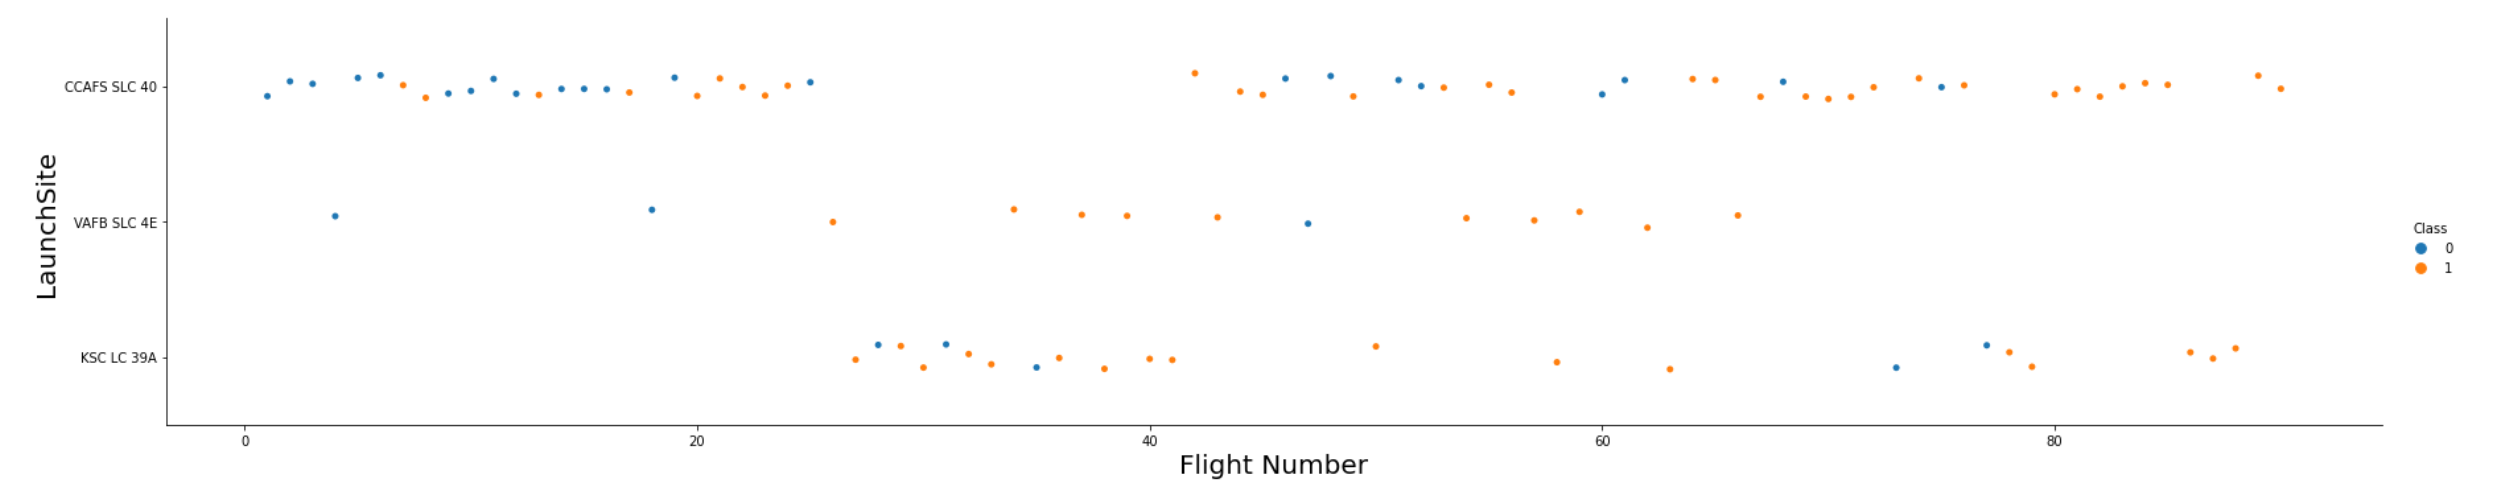 LaunchSite
CCAFS SLC 40
VAFB SLC 4E
KSC LC 39A
0 20 40 60 80
Flight Number
Class
0
1